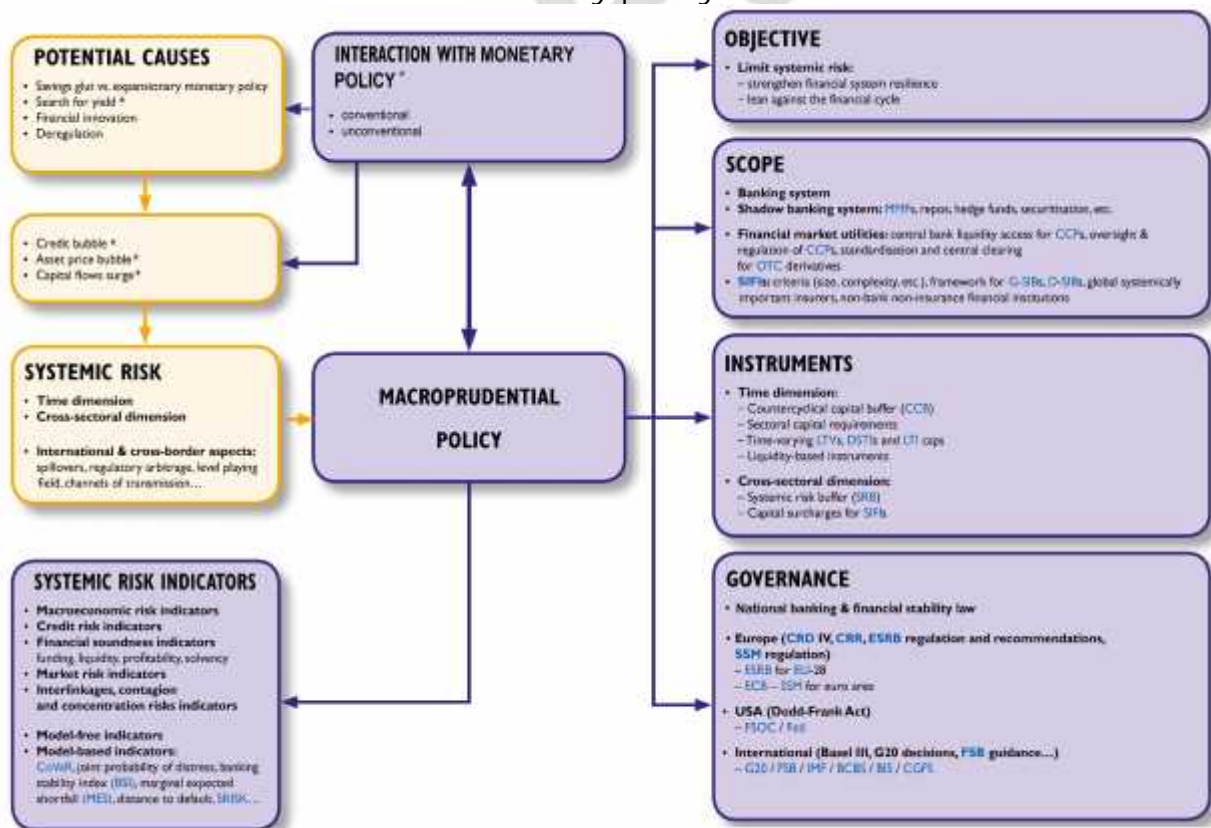 POTENTIAL CAUSES
• Savings glut vs. expansionary monetary policy
• Search for yield *
• Financial innovation
• Deregulation
INTERACTION WITH MONETARY
POLICY *
• conventional
• unconventional
• Credit bubble *
• Asset price bubble *
• Capital flows surge *
SYSTEMIC RISK
• Time dimension
• Cross-sectoral dimension
• International & cross-border aspects:
spillovers, regulatory arbitrage, level playing
field, channels of transmission...
MACROPRUDENTIAL
POLICY
SYSTEMIC RISK INDICATORS
• Macroeconomic risk indicators
• Credit risk indicators
• Financial soundness indicators
funding, liquidity, profitability, solvency
• Market risk indicators
• Interlinkages, contagion
and concentration risks indicators
• Model-free indicators
• Model-based indicators:
CoVaR, joint probability of distress, banking
stability index (BSI), marginal expected
shortfall (MES), distance to default, SRISK...
OBJECTIVE
• Limit systemic risk:
– strengthen financial system resilience
– lean against the financial cycle
SCOPE
• Banking system
• Shadow banking system: MMFs, repos, hedge funds, securitisation, etc.
• Financial market utilities: central bank liquidity access for CCPs, oversight &
regulation of CCPs, standardisation and central clearing
for OTC derivatives
• SIFIs: criteria (size, complexity, etc.), framework for G-SIBs, D-SIBs, global systemically
important insurers, non-bank non-insurance financial institutions
INSTRUMENTS
• Time dimension:
– Countercyclical capital buffer (CCB)
– Sectoral capital requirements
– Time-varying LTVs, DSTIs and LTI caps
– Liquidity-based instruments
• Cross-sectoral dimension:
– Systemic risk buffer (SRB)
– Capital surcharges for SIFIs
GOVERNANCE
• National banking & financial stability law
• Europe (CRD IV, CRR, ESRB regulation and recommendations,
SSM regulation)
– ESRB for EU-28
– ECB – SSM for euro area
• USA (Dodd-Frank Act)
– FSOC / Fed
• International (Basel III, G20 decisions, FSB guidance...)
– G20 / FSB / IMF / BCBS / BIS / CGFS